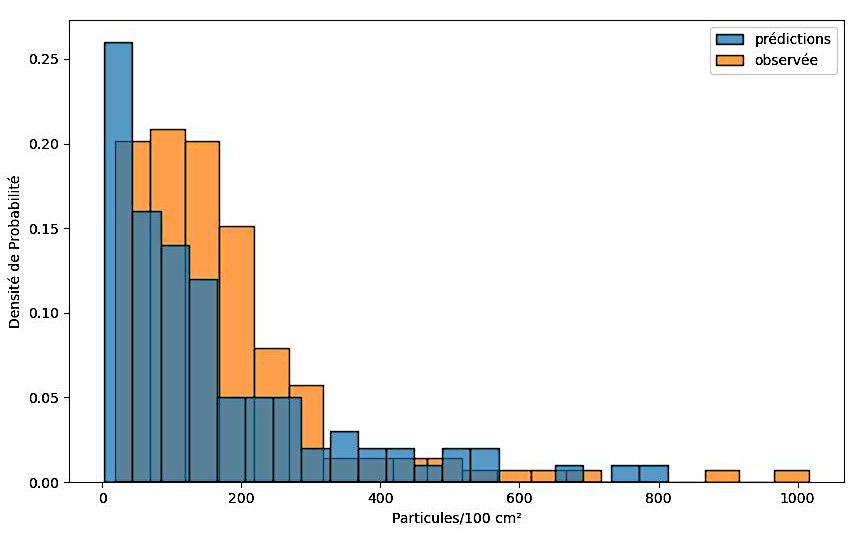 prédictions
observée
Densité de Probabilité
0.25
0.20
0.15
0.10
0.05
0.00
0 200 400 600 800 1000
Particules/100 cm²